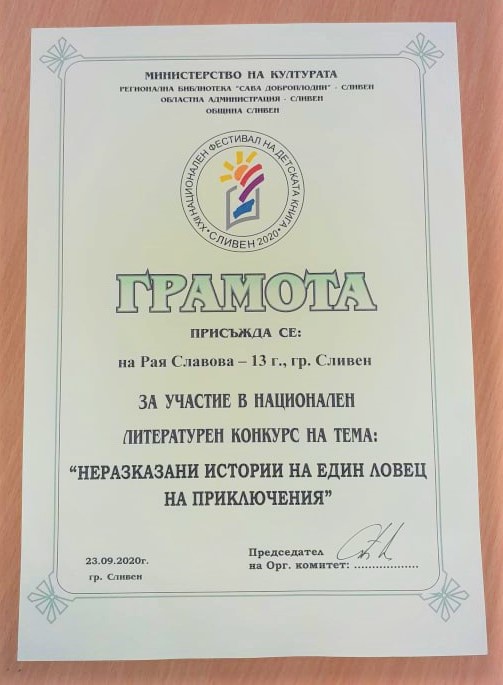 МИНИСТЕРСТВО НА КУЛТУРАТА
РЕГИОНАЛНА БИБЛИОТЕКА "САВА ДОБРОПЛОДНИ" - СЛИВЕН
ОБЛАСТНА АДМИНИСТРАЦИЯ - СЛИВЕН
ОБЩИНА СЛИВЕН
XXII НАЦИОНАЛЕН ФЕСТИВАЛ НА ДЕТСКАТА КНИГА
• СЛИВЕН 2020 •
ГРАМОТА
ПРИСЪЖДА СЕ:
на Рая Славова – 13 г., гр. Сливен
ЗА УЧАСТИЕ В НАЦИОНАЛЕН
ЛИТЕРАТУРЕН КОНКУРС НА ТЕМА:
“НЕРАЗКАЗАНИ ИСТОРИИ НА ЕДИН ЛОВЕЦ
НА ПРИКЛЮЧЕНИЯ”
23.09.2020г.
гр. Сливен
Председател
на Орг. комитет: ..................